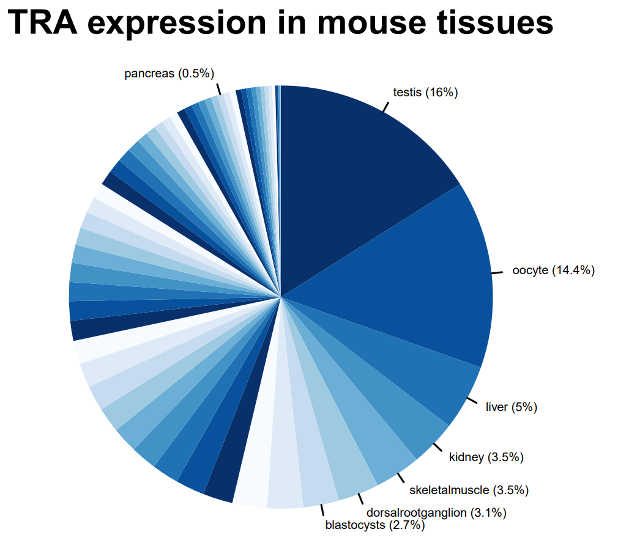 TRA expression in mouse tissues
pancreas (0.5%)
testis (16%)
oocyte (14.4%)
liver (5%)
kidney (3.5%)
skeletalmuscle (3.5%)
dorsalrootganglion (3.1%)
blastocysts (2.7%)